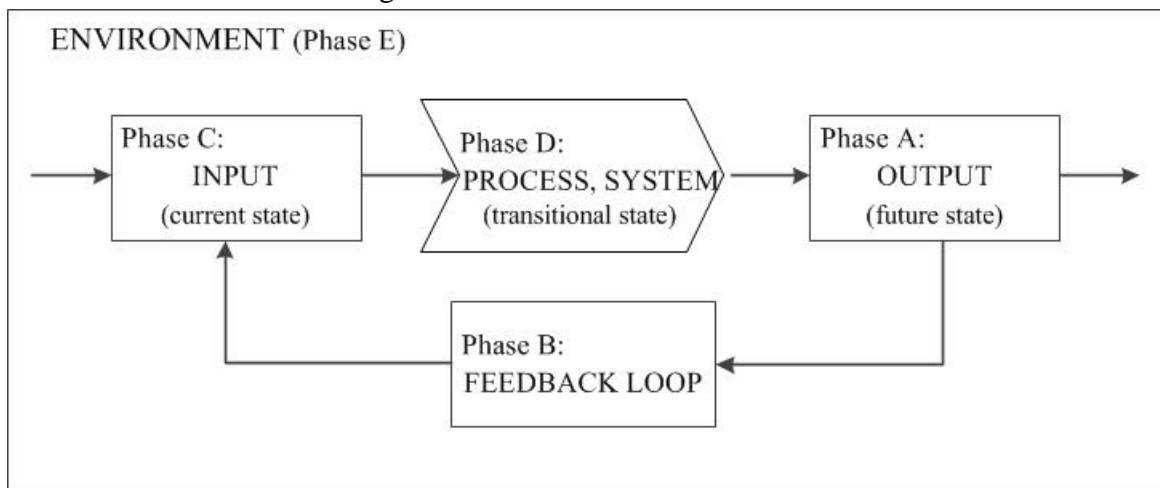 ENVIRONMENT (Phase E)
Phase C:
INPUT
(current state)
Phase D:
PROCESS, SYSTEM
(transitional state)
Phase A:
OUTPUT
(future state)
Phase B:
FEEDBACK LOOP